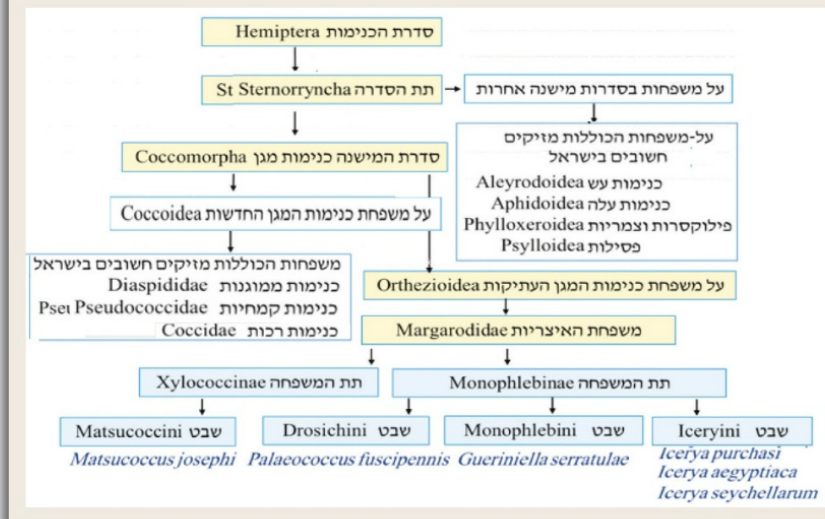 סדרת הכנימות Hemiptera
תת הסדרה St Sternorryncha
על משפחות בסדרות מישנה אחרות
על-משפחות הכוללות מזיקים
חשובים בישראל
כנימות עש Aleyrodoidea
כנימות עלה Aphidoidea
פילוקסרות וצמריות Phylloxeroidea
פסילות Psylloidea
סדרת המישנה כנימות מגן Coccomorpha
על משפחת כנימות המגן החדשות Coccoidea
משפחות הכוללות מזיקים חשובים בישראל
כנימות ממוגנות Diaspididae
כנימות קמחיות Pseu Pseudococcidae
כנימות רכות Coccidae
על משפחת כנימות המגן העתיקות Orthezioidea
משפחת האיצריות Margarodidae
תת המשפחה Monophlebinae
תת המשפחה Xylococcinae
שבט Iceryini
Icerya purchasi
Icerya aegyptiaca
Icerya seychellarum
שבט Monophlebini
Gueriniella serratulae
שבט Drosichini
Palaeococcus fuscipennis
שבט Matsucoccini
Matsucoccus josephi